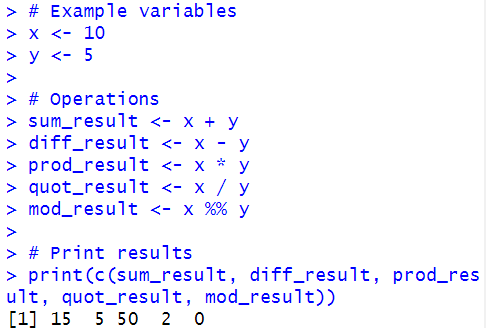 > # Example variables
> x <- 10
> y <- 5
>
> # Operations
> sum_result <- x + y
> diff_result <- x - y
> prod_result <- x * y
> quot_result <- x / y
> mod_result <- x %% y
>
> # Print results
> print(c(sum_result, diff_result, prod_res
ult, quot_result, mod_result))
[1] 15  5 50  2  0